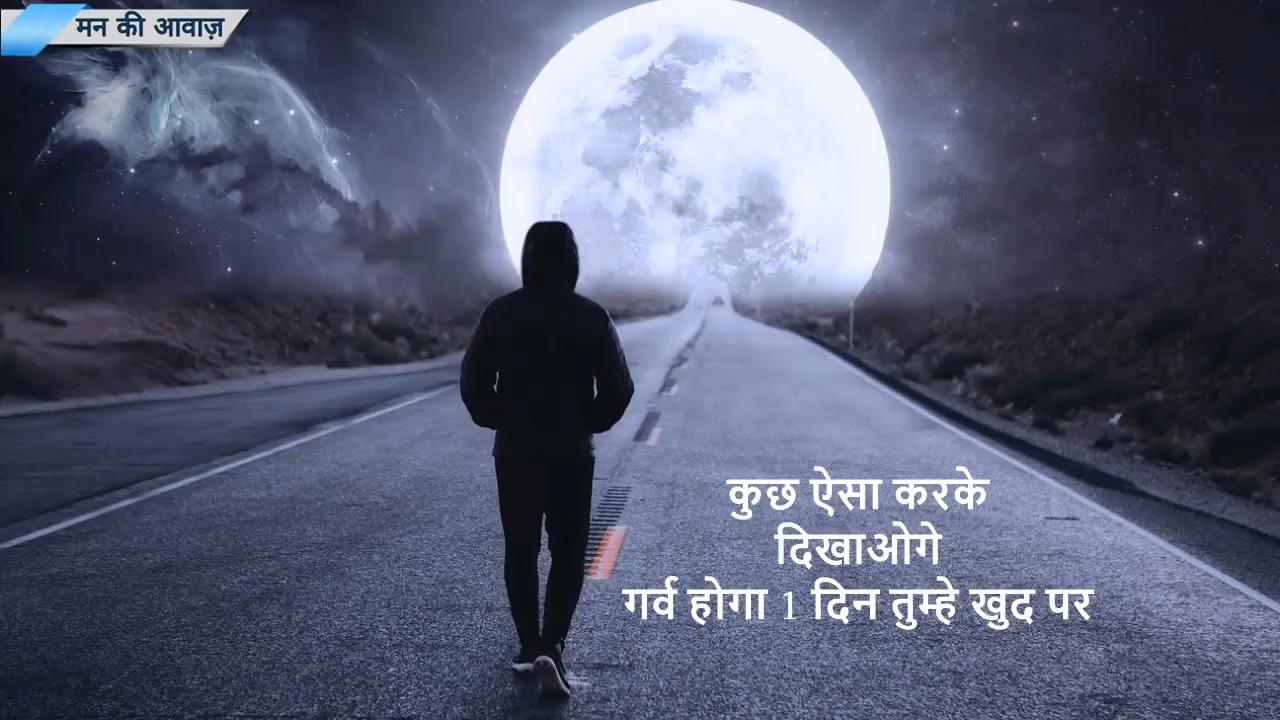 मन की आवाज़
कुछ ऐसा करके
दिखाओगे
गर्व होगा 1 दिन तुम्हे खुद पर